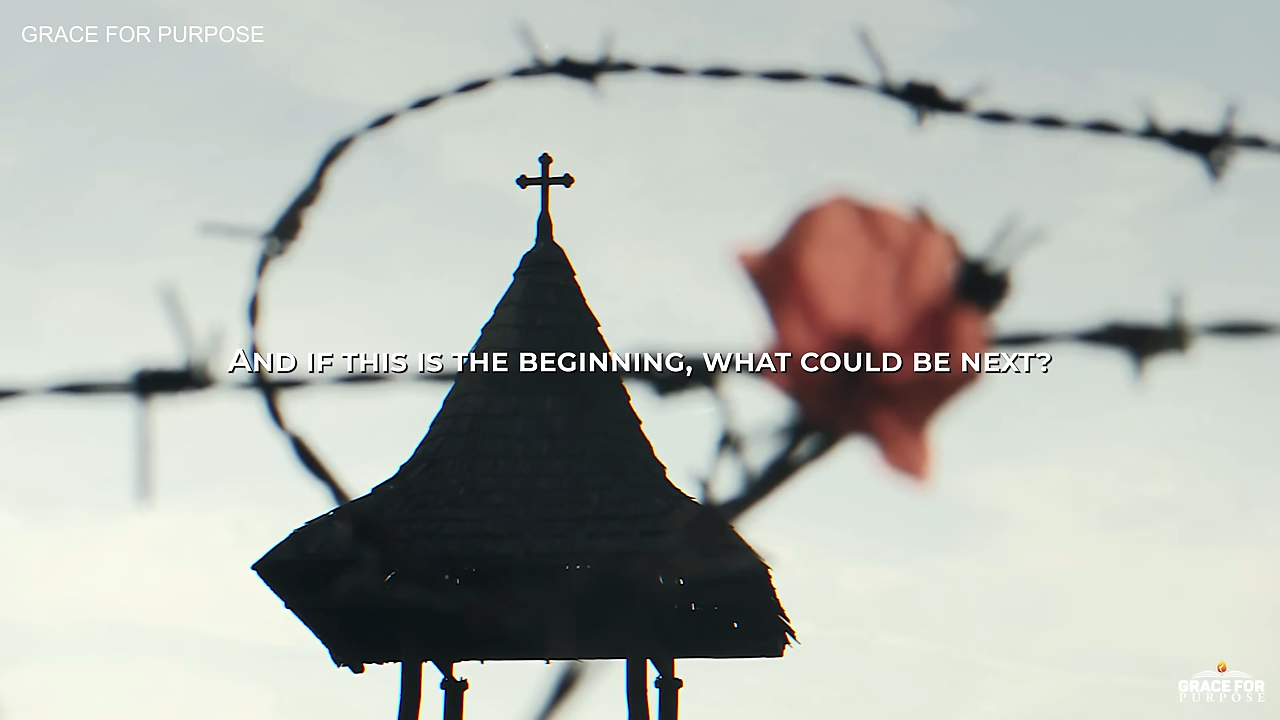 GRACE FOR PURPOSE
AND IF THIS IS THE BEGINNING, WHAT COULD BE NEXT?
GRACE FOR
PURPOSE